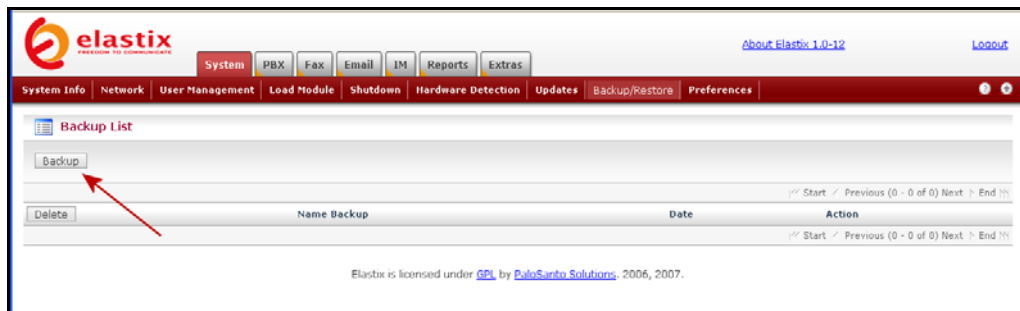 elastix
FREEDOM TO COMMUNICATE
About Elastix 1.0-12
Logout
System PBX Fax Email IM Reports Extras
System Info Network User Management Load Module Shutdown Hardware Detection Updates Backup/Restore Preferences
Backup List
Backup
Start Previous (0 - 0 of 0) Next End
Delete Name Backup Date Action
Start Previous (0 - 0 of 0) Next End
Elastix is licensed under GPL by PaloSanto Solutions. 2006, 2007.